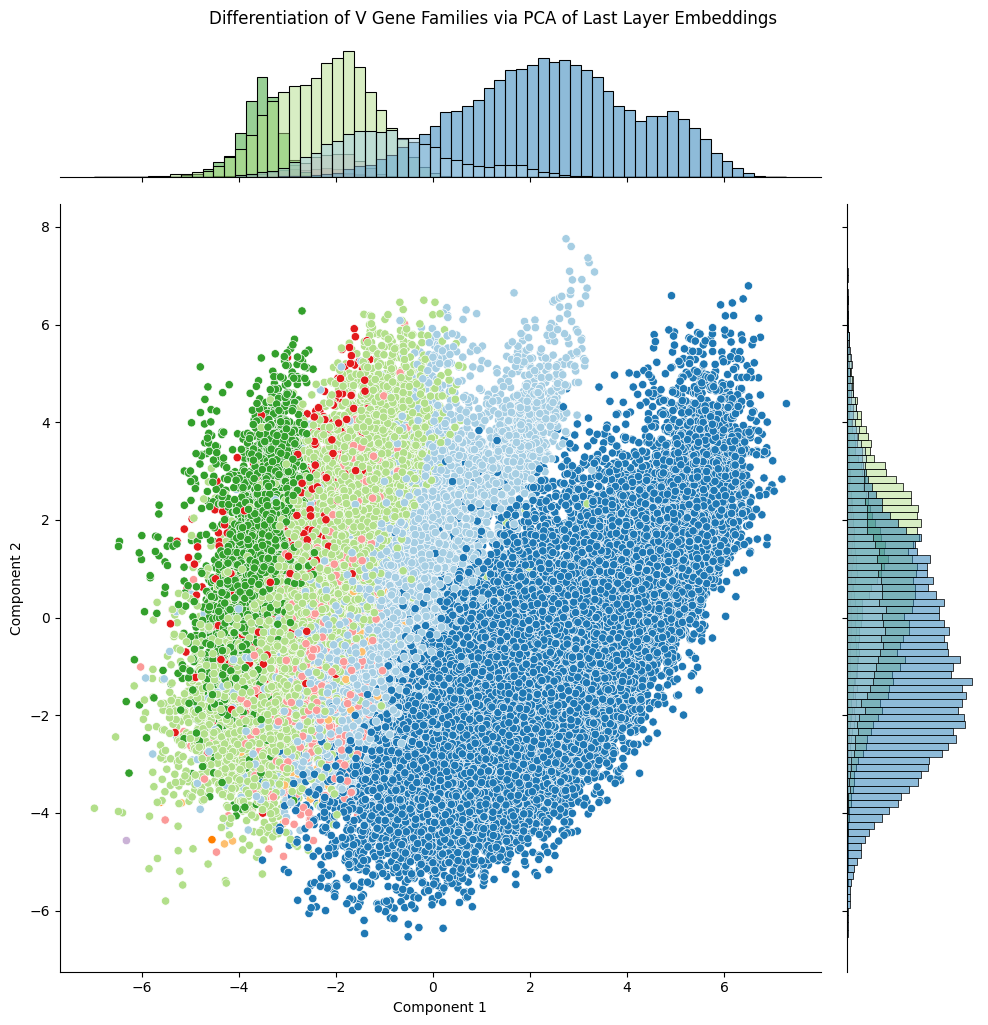 Differentiation of V Gene Families via PCA of Last Layer Embeddings
8
6
4
2
0
−2
−4
−6
Component 2
−6 −4 −2 0 2 4 6
Component 1